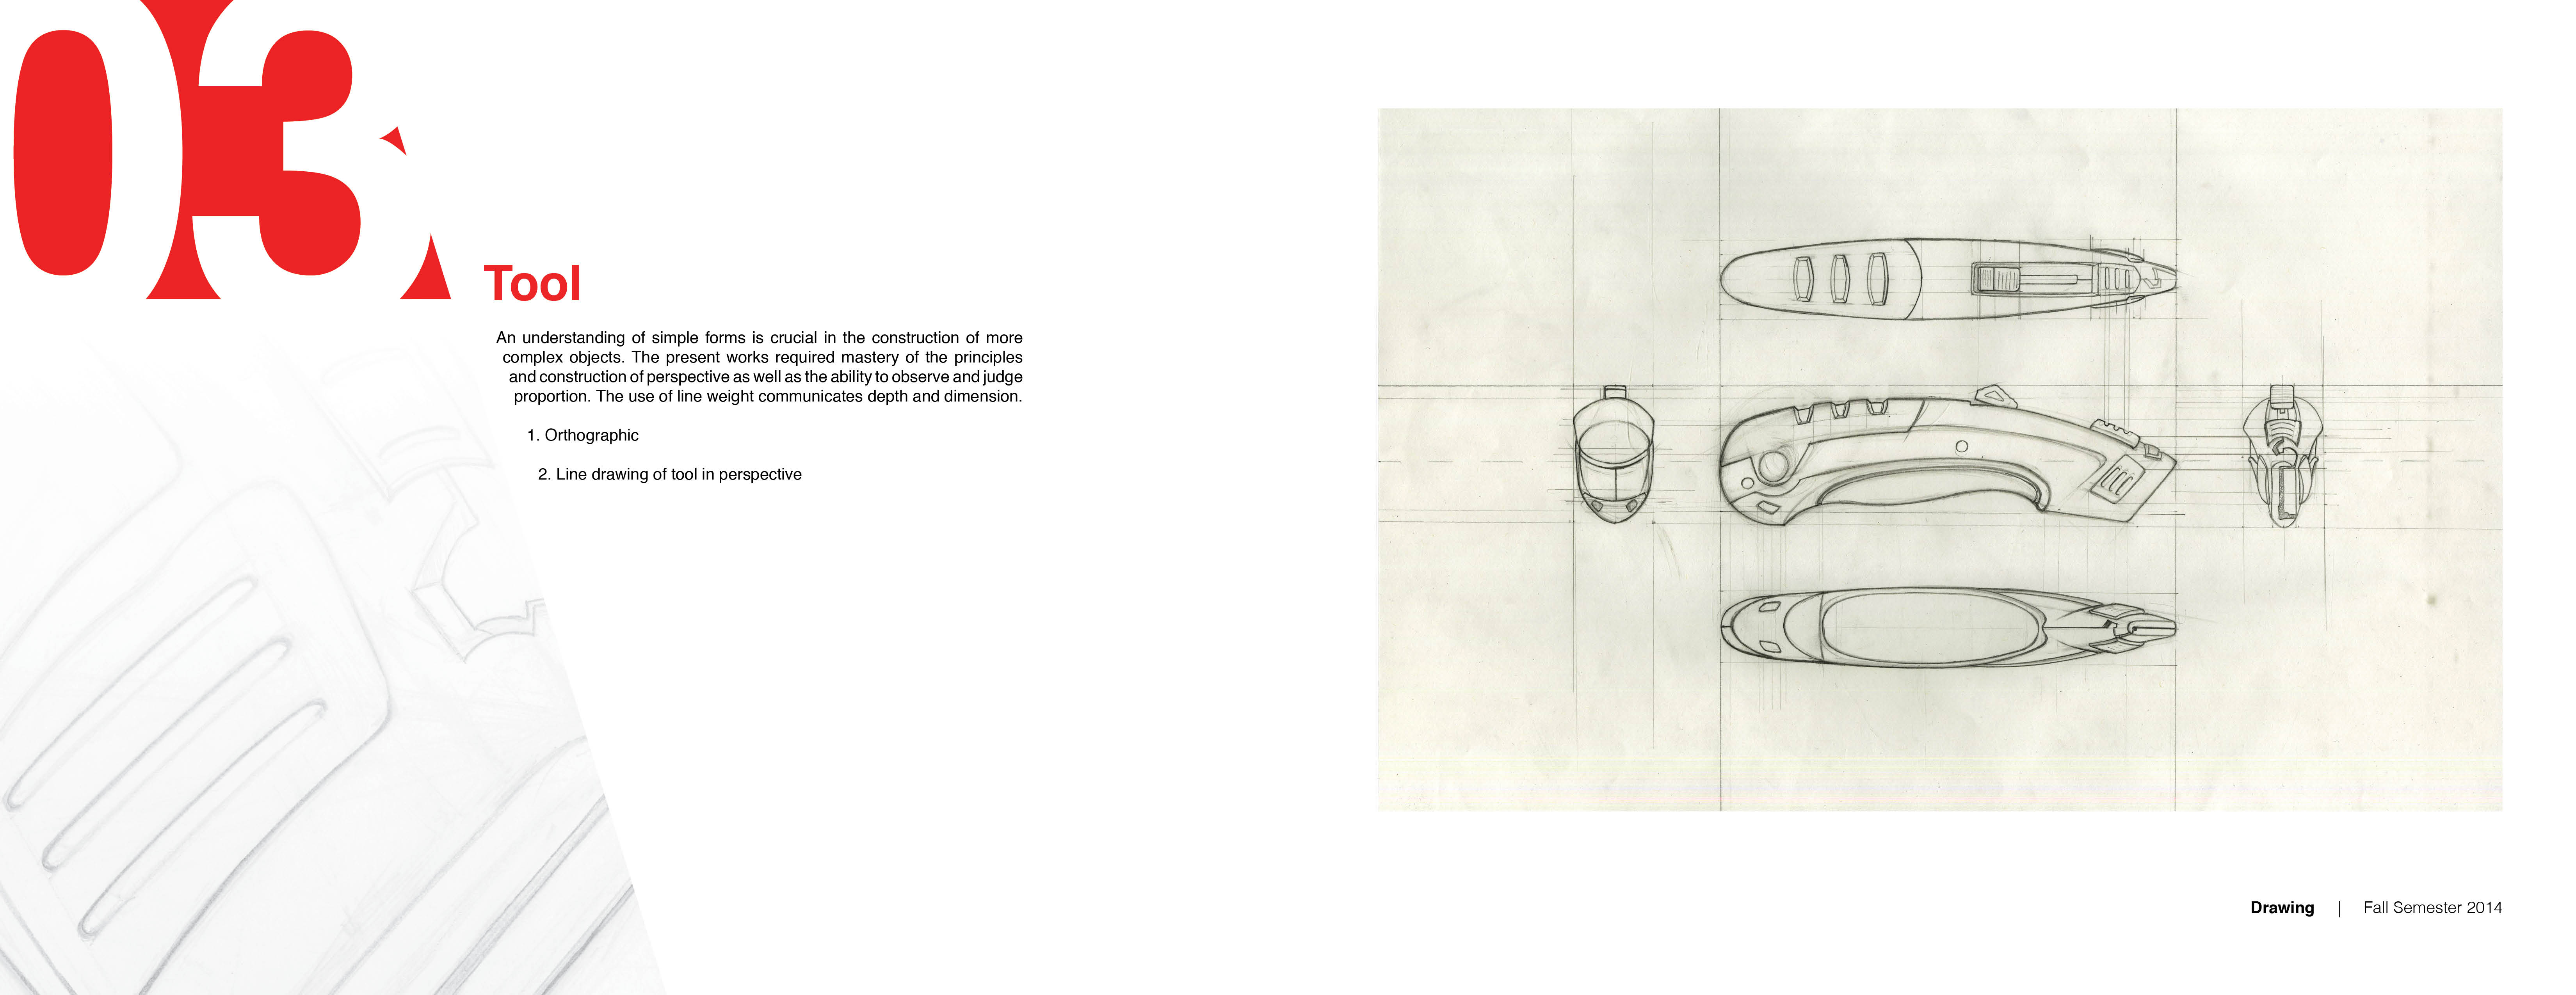 03
Tool
An understanding of simple forms is crucial in the construction of more
complex objects. The present works required mastery of the principles
and construction of perspective as well as the ability to observe and judge
proportion. The use of line weight communicates depth and dimension.
1. Orthographic
2. Line drawing of tool in perspective
Drawing | Fall Semester 2014